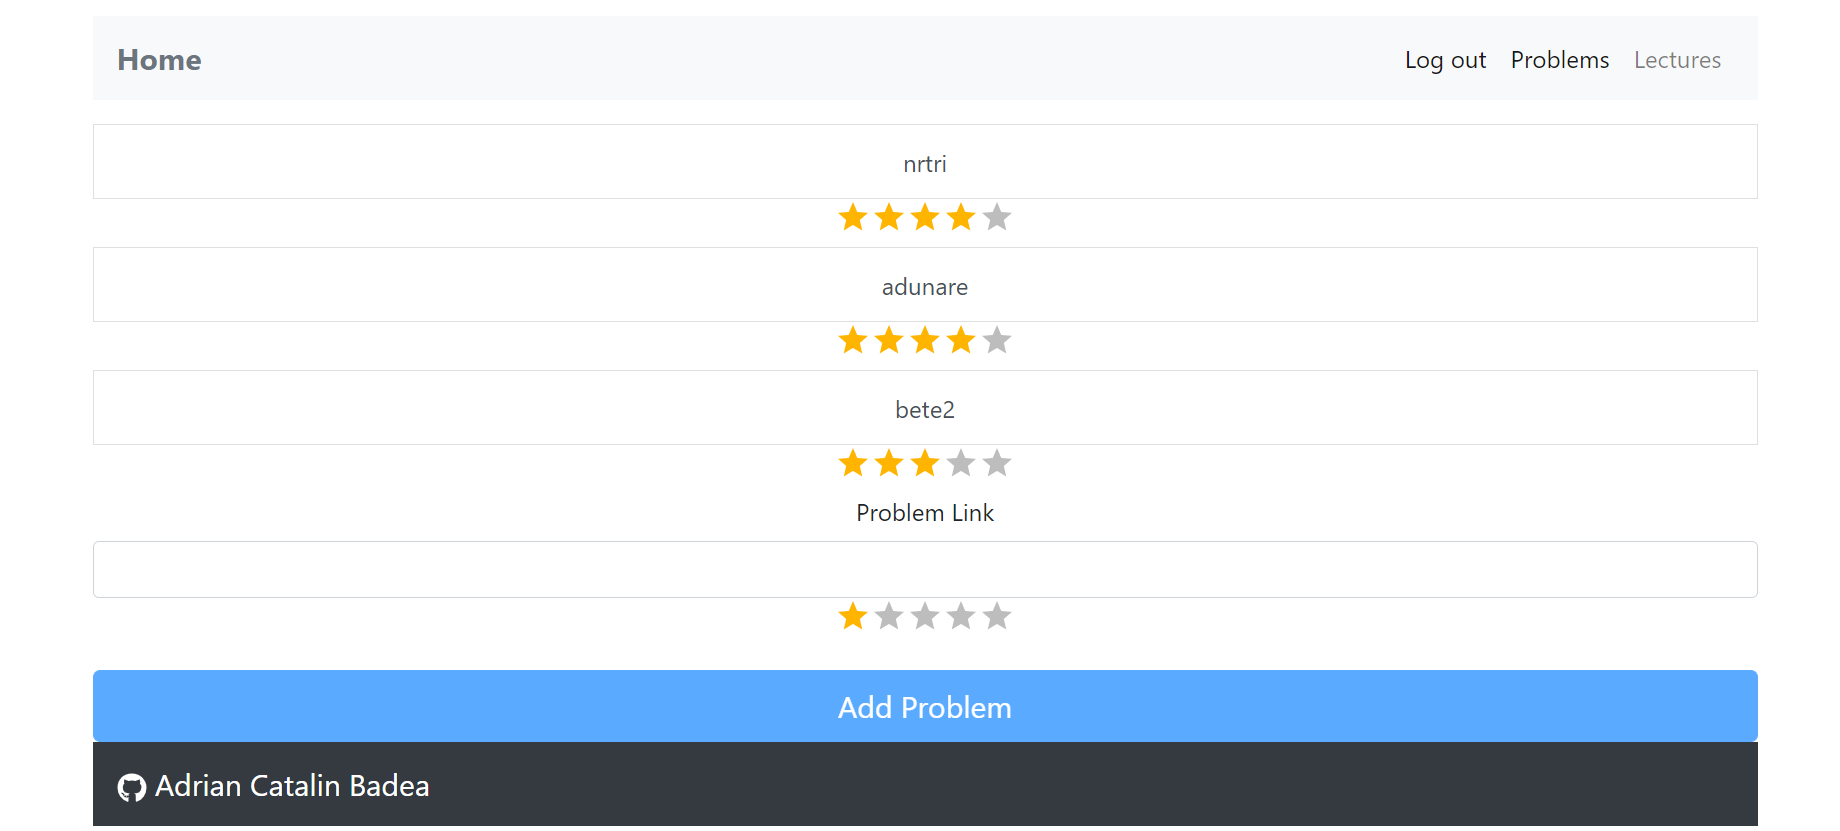 Home Log out Problems Lectures
nrtri
adunare
bete2
Problem Link
Add Problem
Adrian Catalin Badea